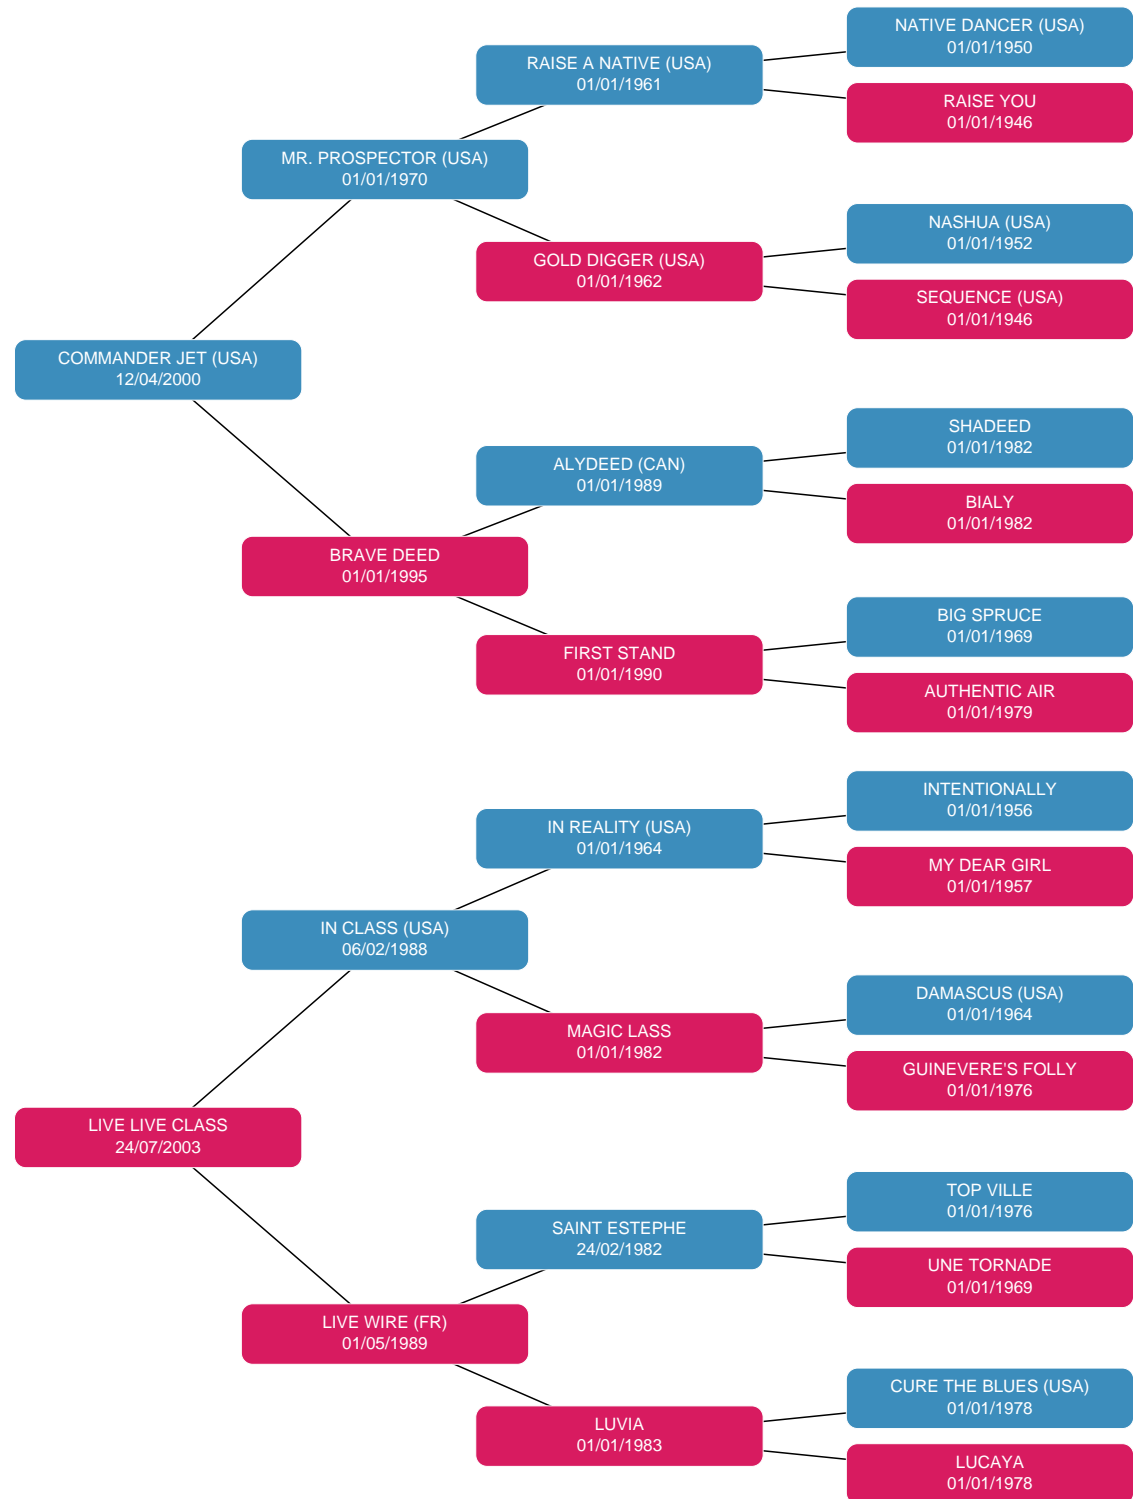 NATIVE DANCER (USA)
01/01/1950
RAISE A NATIVE (USA)
01/01/1961
RAISE YOU
01/01/1946
MR. PROSPECTOR (USA)
01/01/1970
NASHUA (USA)
01/01/1952
GOLD DIGGER (USA)
01/01/1962
SEQUENCE (USA)
01/01/1946
COMMANDER JET (USA)
12/04/2000
SHADEED
01/01/1982
ALYDEED (CAN)
01/01/1989
BIALY
01/01/1982
BRAVE DEED
01/01/1995
BIG SPRUCE
01/01/1969
FIRST STAND
01/01/1990
AUTHENTIC AIR
01/01/1979
INTENTIONALLY
01/01/1956
IN REALITY (USA)
01/01/1964
MY DEAR GIRL
01/01/1957
IN CLASS (USA)
06/02/1988
DAMASCUS (USA)
01/01/1964
MAGIC LASS
01/01/1982
GUINEVERE'S FOLLY
01/01/1976
LIVE LIVE CLASS
24/07/2003
TOP VILLE
01/01/1976
SAINT ESTEPHE
24/02/1982
UNE TORNADE
01/01/1969
LIVE WIRE (FR)
01/05/1989
CURE THE BLUES (USA)
01/01/1978
LUVIA
01/01/1983
LUCAYA
01/01/1978